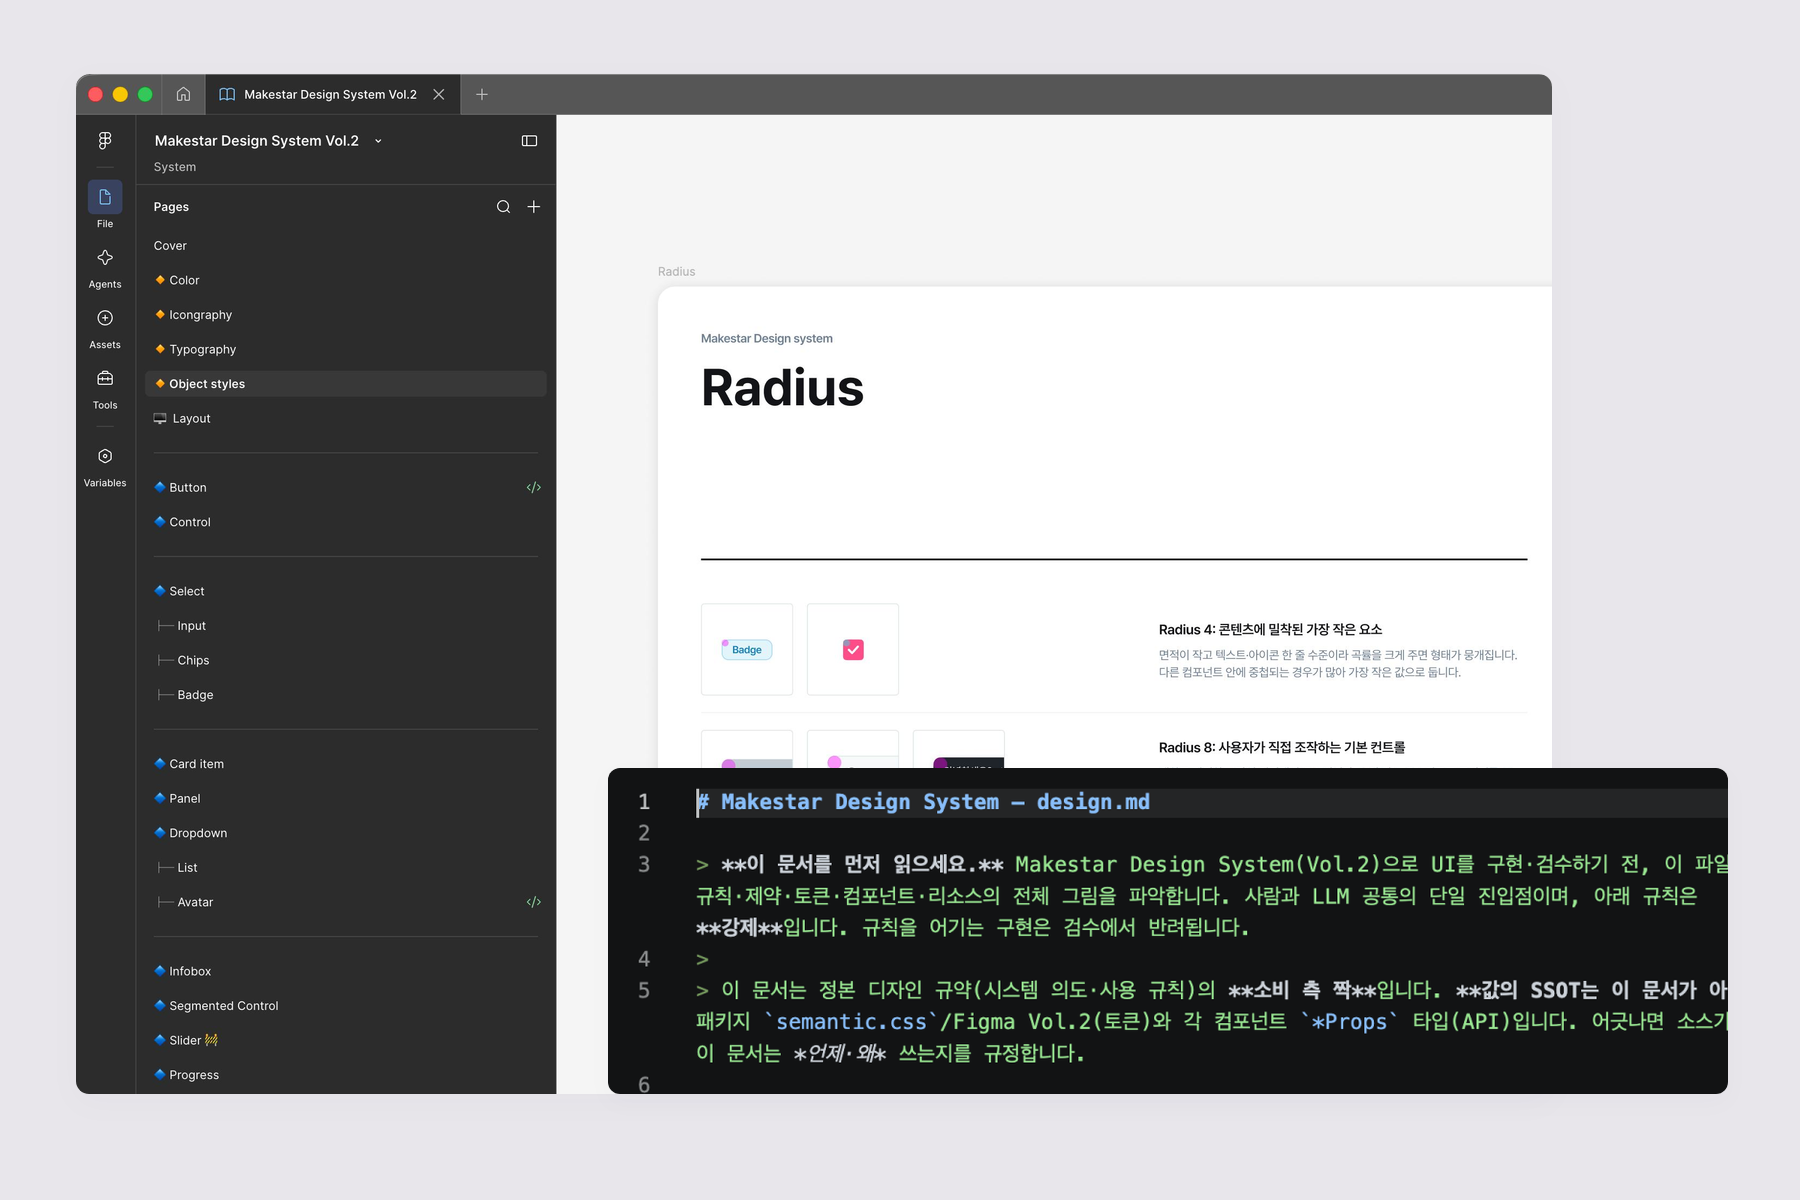 Makestar Design System Vol.2
Makestar Design System Vol.2
System
File
Agents
Assets
Tools
Variables
Pages
Cover
Color
Icongraphy
Typography
Object styles
Layout
Button </>
Control
Select
Input
Chips
Badge
Card item
Panel
Dropdown
List
Avatar </>
Infobox
Segmented Control
Slider
Progress
Radius
Makestar Design system
Radius
Badge
Radius 4: 콘텐츠에 밀착된 가장 작은 요소
면적이 작고 텍스트·아이콘 한 줄 수준이라 곡률을 크게 주면 형태가 뭉개집니다.
다른 컴포넌트 안에 중첩되는 경우가 많아 가장 작은 값으로 둡니다.
Radius 8: 사용자가 직접 조작하는 기본 컨트롤
1 # Makestar Design System — design.md
2
3 > **이 문서를 먼저 읽으세요.** Makestar Design System(Vol.2)으로 UI를 구현·검수하기 전, 이 파일
규칙·제약·토큰·컴포넌트·리소스의 전체 그림을 파악합니다. 사람과 LLM 공통의 단일 진입점이며, 아래 규칙은
**강제**입니다. 규칙을 어기는 구현은 검수에서 반려됩니다.
4 >
5 > 이 문서는 정본 디자인 규약(시스템 의도·사용 규칙)의 **소비 측 짝**입니다. **값의 SSOT는 이 문서가 아
패키지 `semantic.css`/Figma Vol.2(토큰)와 각 컴포넌트 `*Props` 타입(API)입니다. 어긋나면 소스가
이 문서는 *언제·왜* 쓰는지를 규정합니다.
6